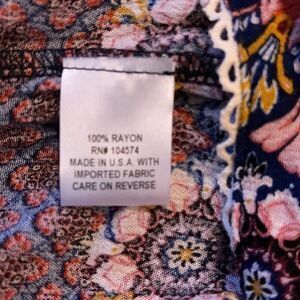 100% RAYON
RN# 104574
MADE IN U.S.A. WITH
IMPORTED FABRIC
CARE ON REVERSE